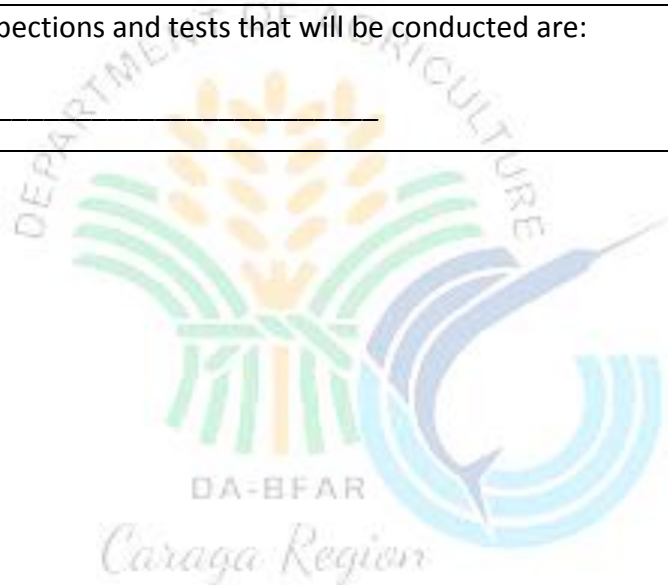 pections and tests that will be conducted are:
DEPARTMENT OF AGRICULTURE
DA-BFAR
Caraga Region